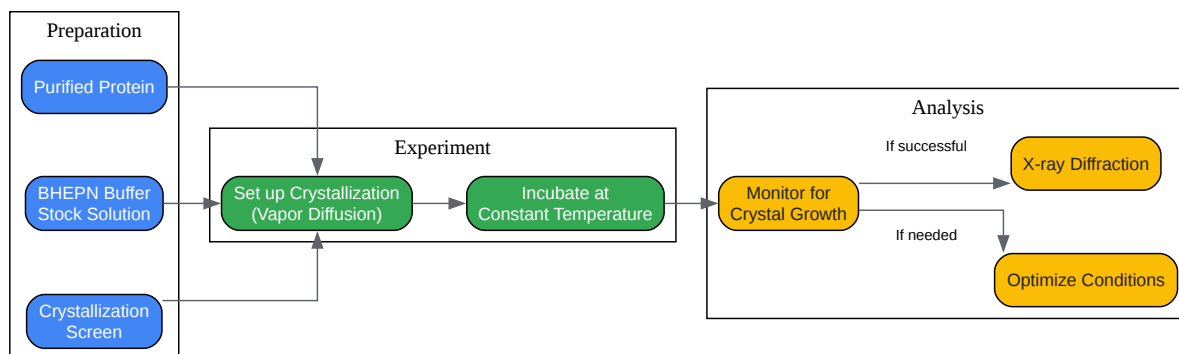 Preparation
Purified Protein
BHEPN Buffer
Stock Solution
Crystallization
Screen
Experiment
Set up Crystallization
(Vapor Diffusion)
Incubate at
Constant Temperature
Analysis
Monitor for
Crystal Growth
If successful
X-ray Diffraction
If needed
Optimize Conditions